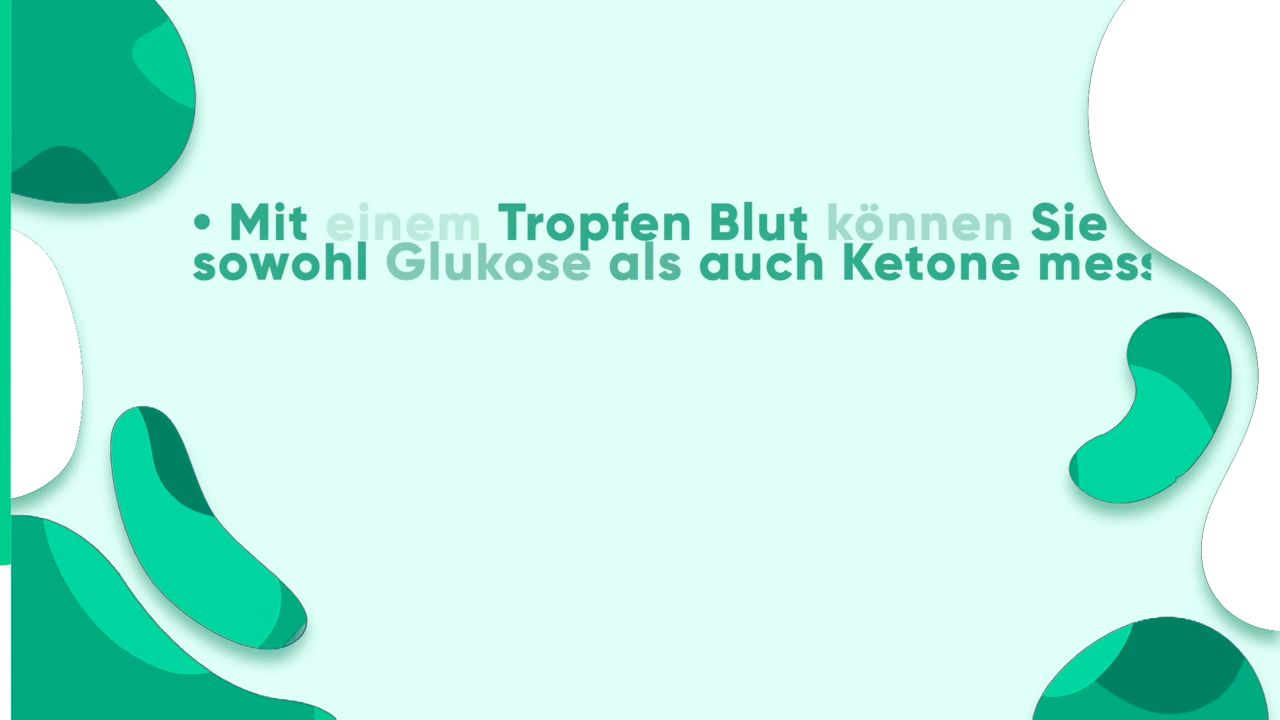 • Mit einem Tropfen Blut können Sie
sowohl Glukose als auch Ketone mess